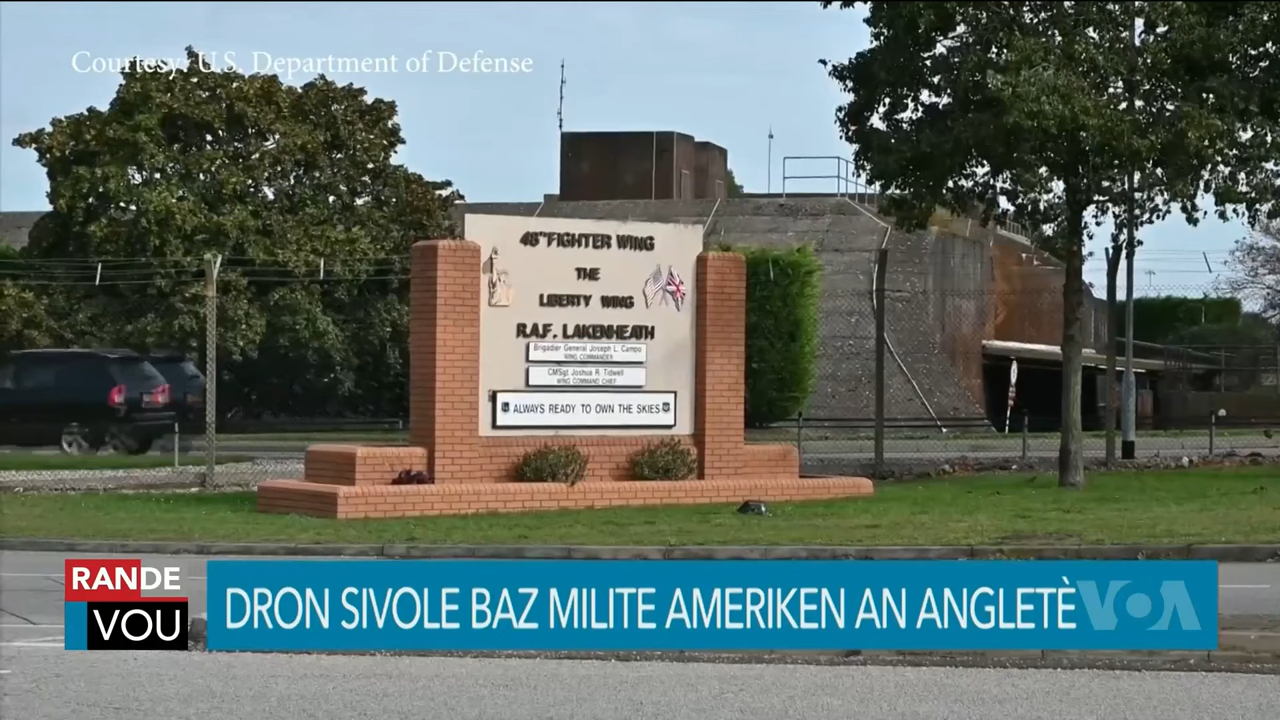 Courtesy: U.S. Department of Defense
48TH FIGHTER WING
THE
LIBERTY WING
R.A.F. LAKENHEATH
Brigadier General Joseph L. Campo
WING COMMANDER
CMSgt Joshua R. Tidwell
WING COMMAND CHIEF
ALWAYS READY TO OWN THE SKIES
RANDE
VOU
DRON SIVOLE BAZ MILITE AMERIKEN AN ANGLETÈ
VOA